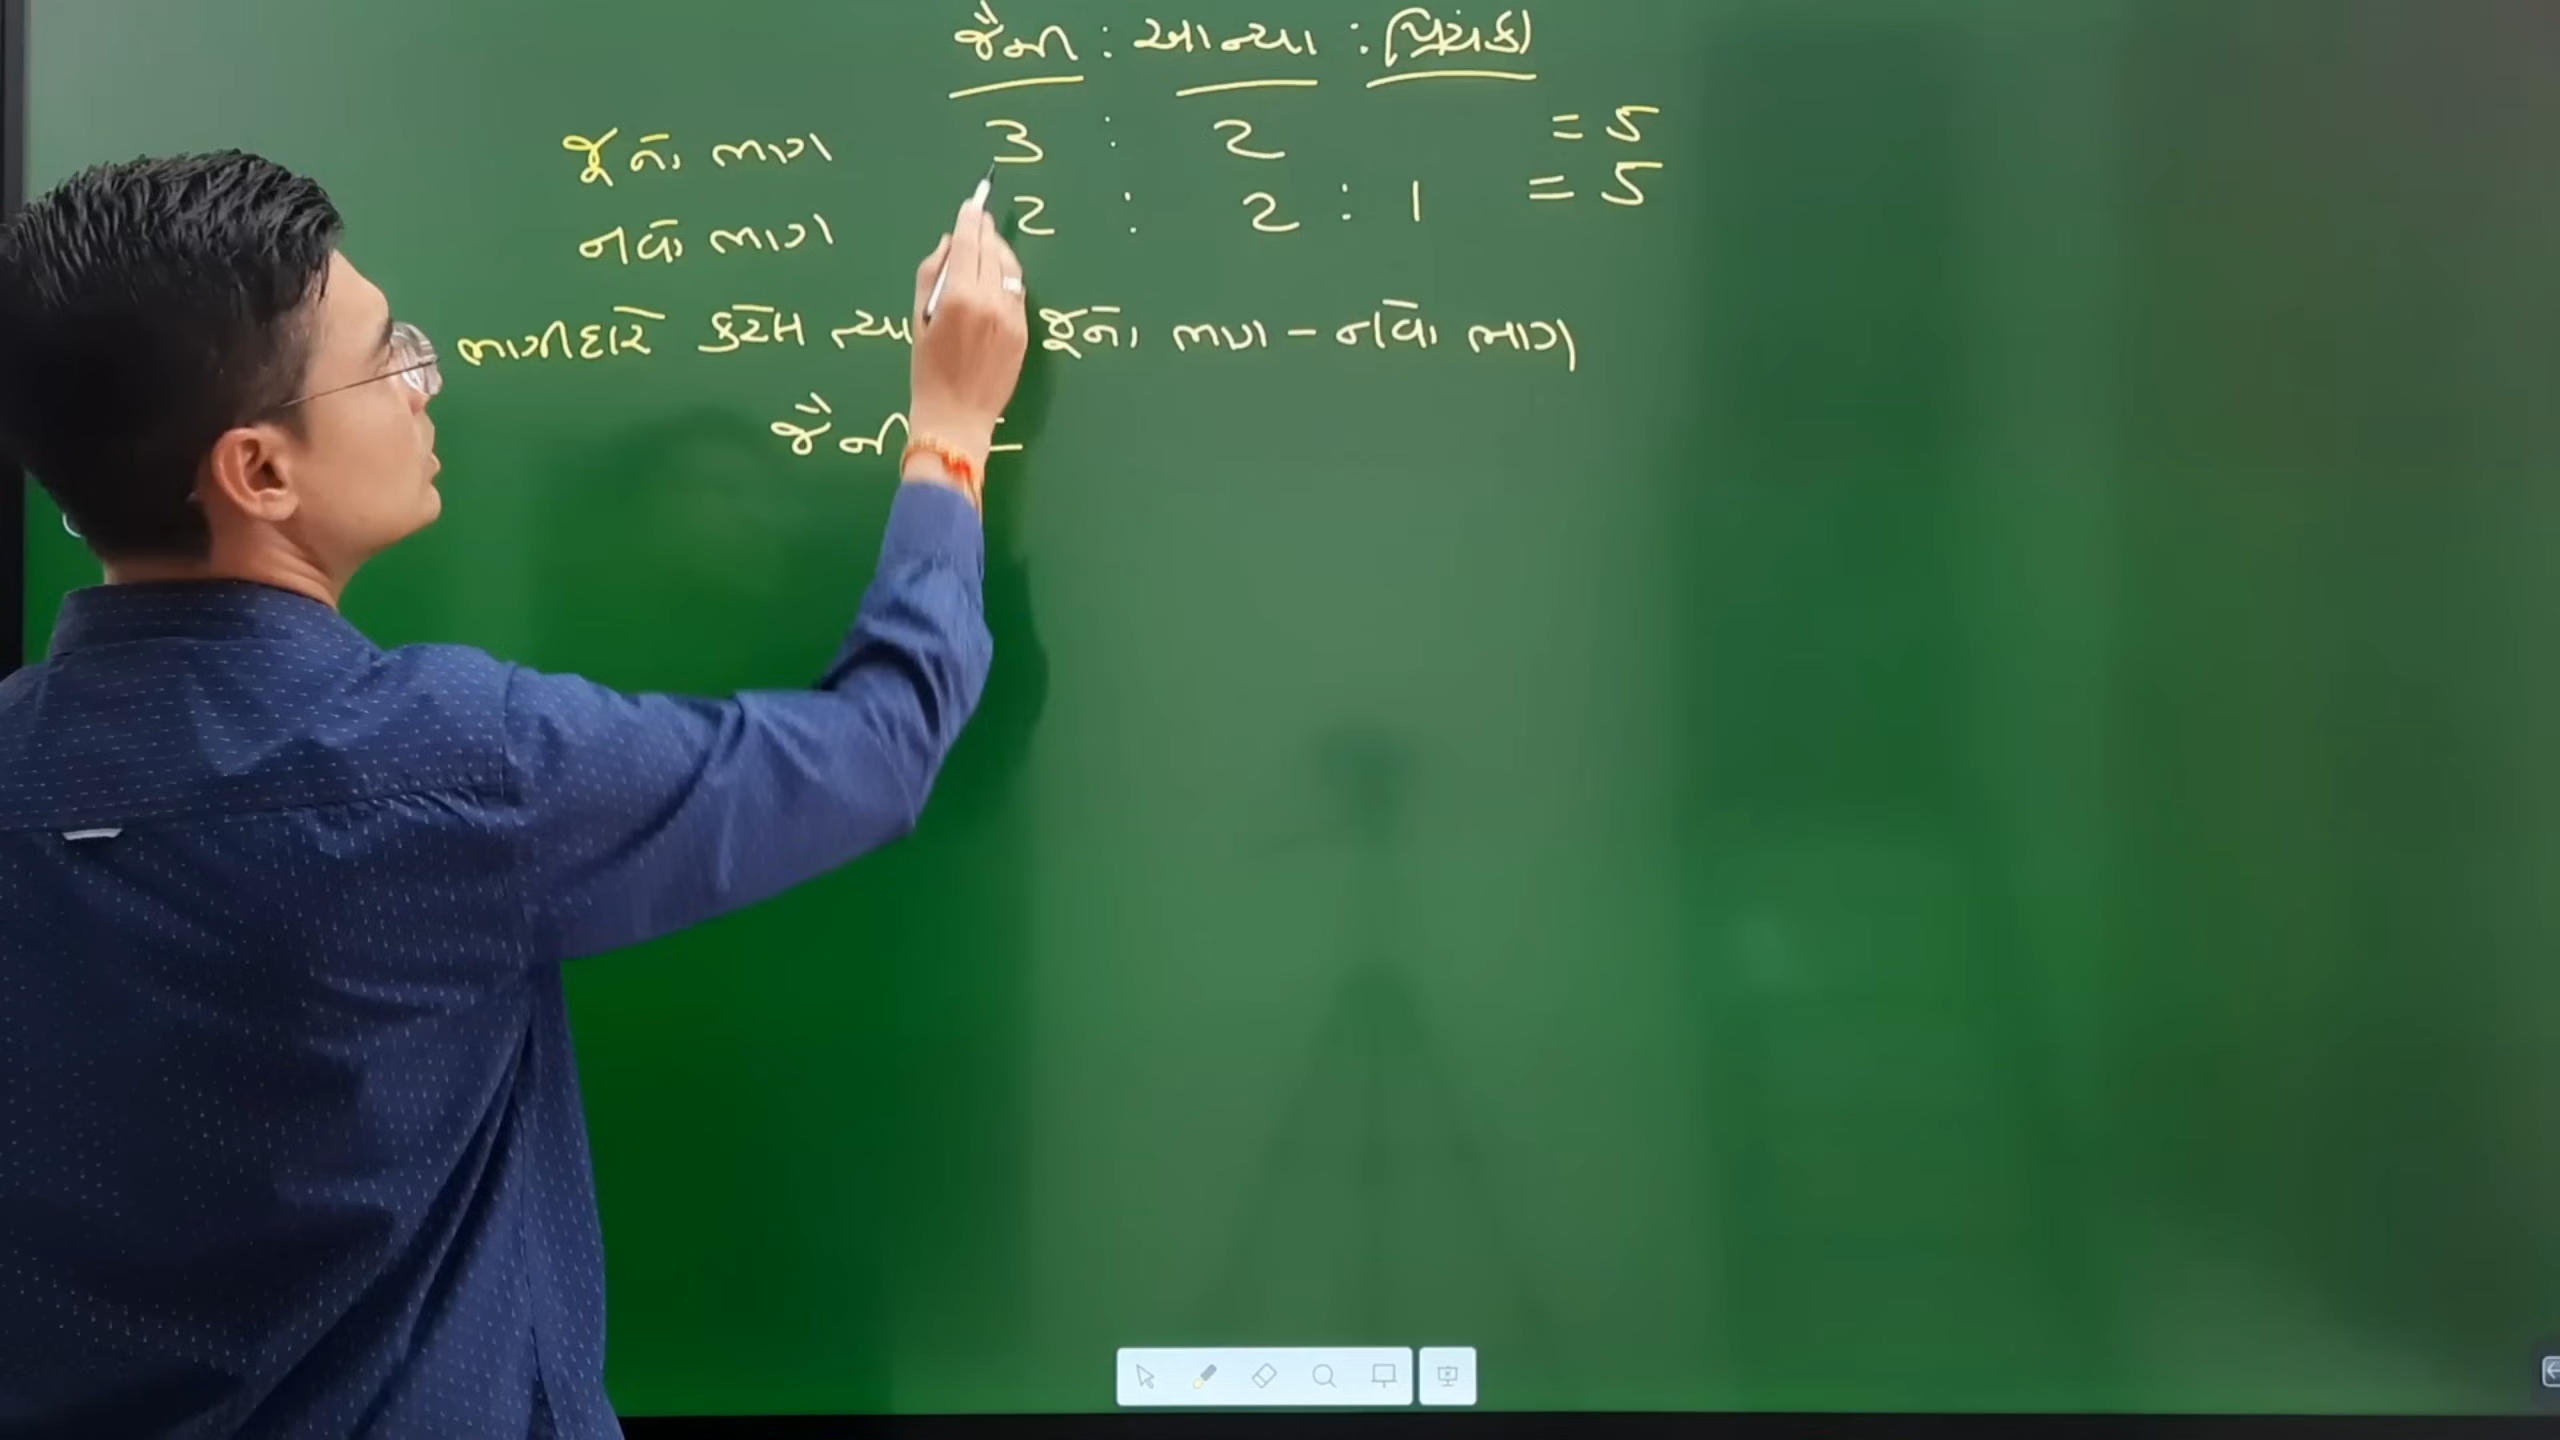 જૈની : આન્યા : પ્રિયંકા
જૂનો ભાગ 3 : 2 = 5
નવો ભાગ 2 : 2 : 1 = 5
ભાગીદારે કરેલ ત્યા જૂનો ભાગ - નવો ભાગ
જૈની =